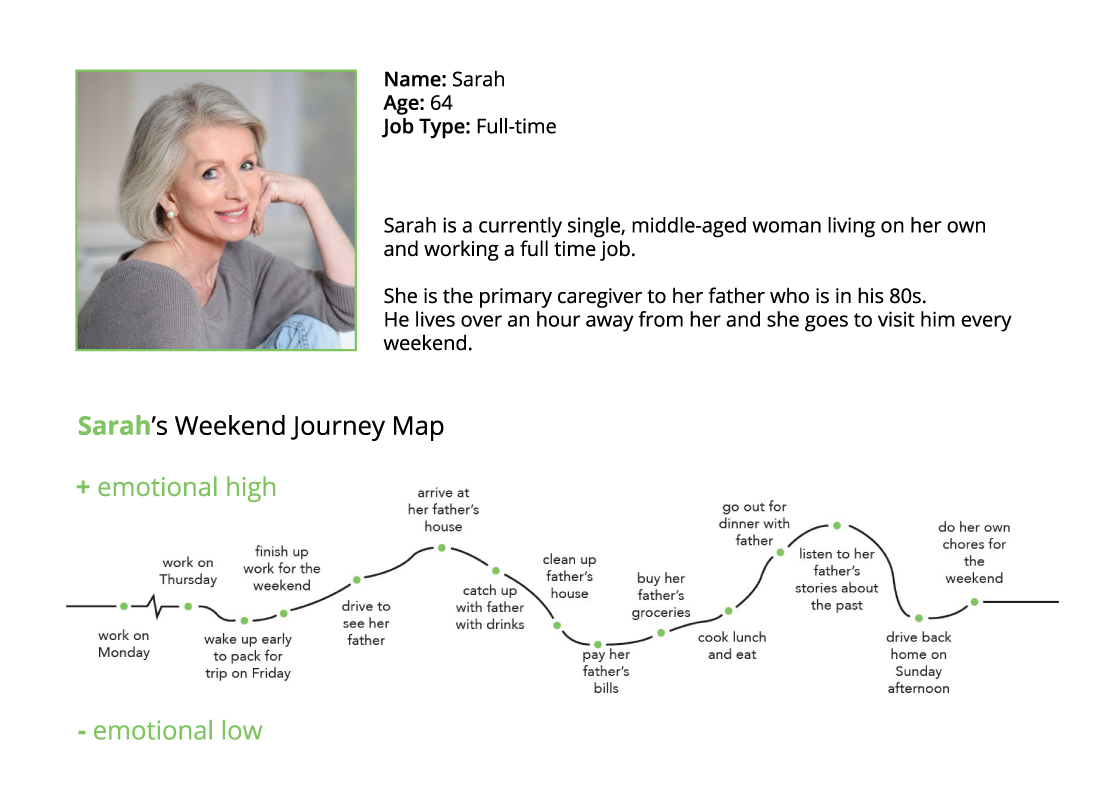 Name: Sarah
Age: 64
Job Type: Full-time
Sarah is a currently single, middle-aged woman living on her own
and working a full time job.
She is the primary caregiver to her father who is in his 80s.
He lives over an hour away from her and she goes to visit him every
weekend.
Sarah's Weekend Journey Map
+ emotional high
work on
Monday
work on
Thursday
wake up early
to pack for
trip on Friday
finish up
work for the
weekend
drive to
see her
father
arrive at
her father's
house
catch up
with father
with drinks
clean up
father's
house
pay her
father's
bills
buy her
father's
groceries
cook lunch
and eat
go out for
dinner with
father
listen to her
father's
stories about
the past
drive back
home on
Sunday
afternoon
do her own
chores for
the
weekend
- emotional low